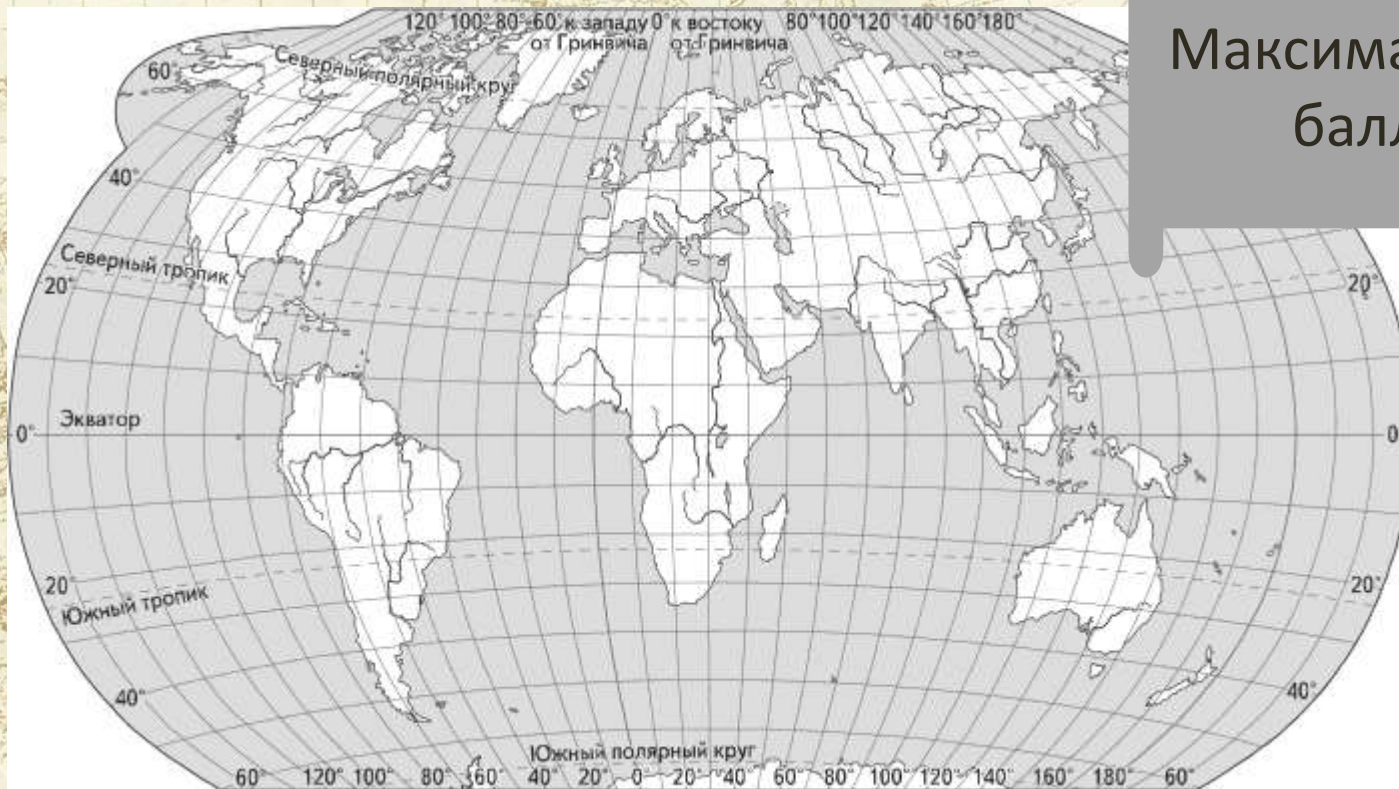 120° 100° 80° 60° к западу 0° к востоку 80° 100° 120° 140° 160° 180°
от Гринвича от Гринвича
Максима
балл
Северный полярный круг
60°
40°
Северный тропик
20° 20°
Экватор
0° 0
20° 20°
Южный тропик
40° 40°
Южный полярный круг
60° 120° 100° 80° 60° 40° 20° 0 20° 40° 60° 80° 100° 120° 140° 160° 180° 60°